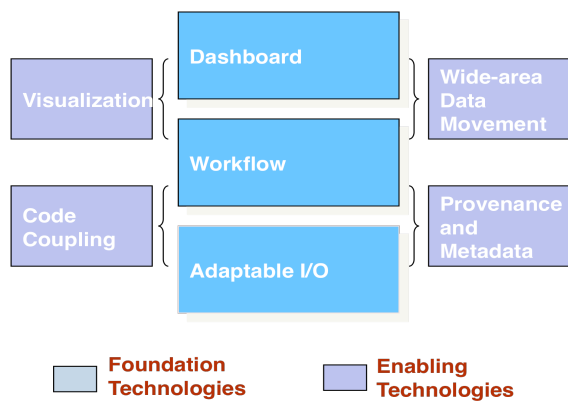 Dashboard
Visualization
Wide-area
Data
Movement
Workflow
Code
Coupling
Provenance
and
Metadata
Adaptable I/O
Foundation
Technologies
Enabling
Technologies